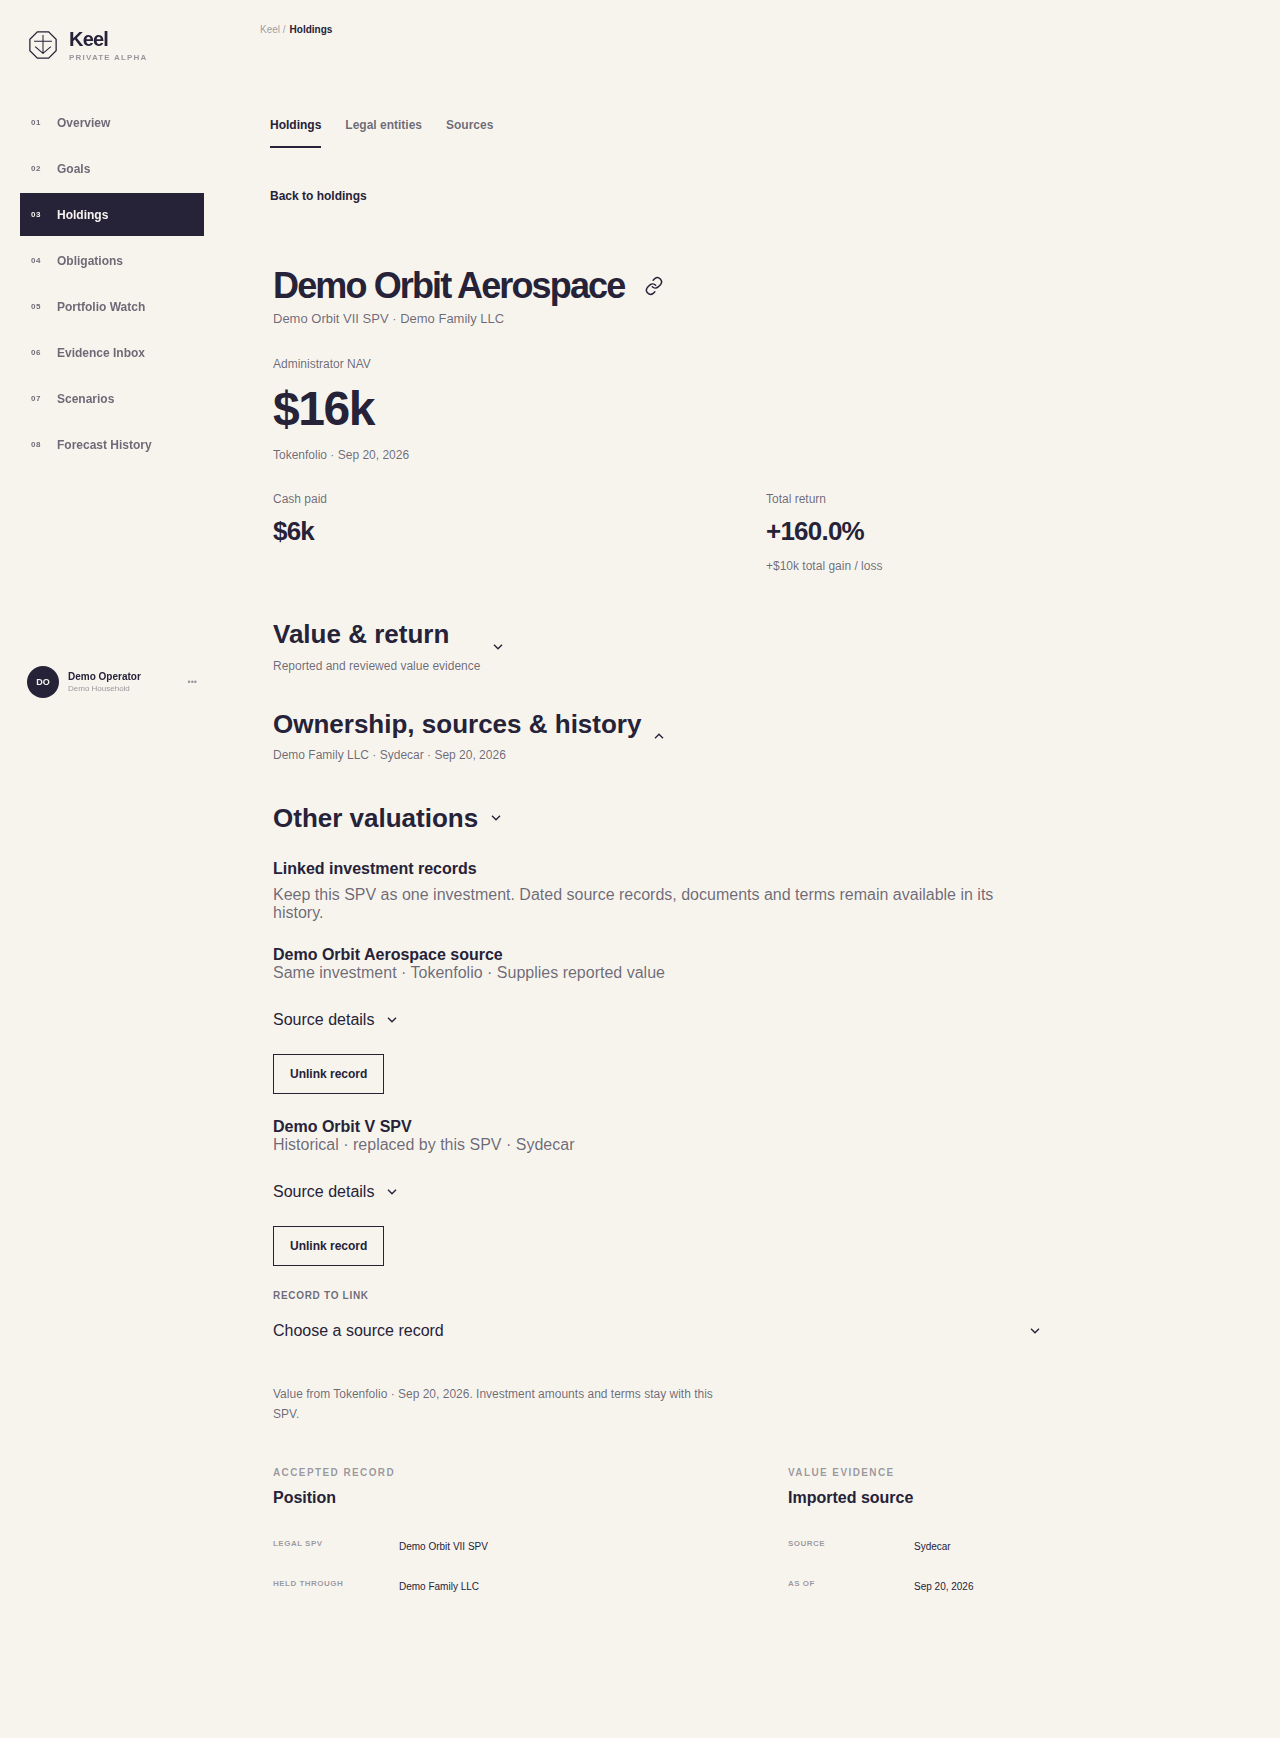 Keel
PRIVATE ALPHA
Keel / Holdings
01 Overview
02 Goals
03 Holdings
04 Obligations
05 Portfolio Watch
06 Evidence Inbox
07 Scenarios
08 Forecast History
DO
Demo Operator
Demo Household
Holdings
Legal entities
Sources
Back to holdings
Demo Orbit Aerospace
Demo Orbit VII SPV · Demo Family LLC
Administrator NAV
$16k
Tokenfolio · Sep 20, 2026
Cash paid
$6k
Total return
+160.0%
+$10k total gain / loss
Value & return
Reported and reviewed value evidence
Ownership, sources & history
Demo Family LLC · Sydecar · Sep 20, 2026
Other valuations
Linked investment records
Keep this SPV as one investment. Dated source records, documents and terms remain available in its
history.
Demo Orbit Aerospace source
Same investment · Tokenfolio · Supplies reported value
Source details
Unlink record
Demo Orbit V SPV
Historical · replaced by this SPV · Sydecar
Source details
Unlink record
RECORD TO LINK
Choose a source record
Value from Tokenfolio · Sep 20, 2026. Investment amounts and terms stay with this
SPV.
ACCEPTED RECORD
Position
LEGAL SPV
Demo Orbit VII SPV
HELD THROUGH
Demo Family LLC
VALUE EVIDENCE
Imported source
SOURCE
Sydecar
AS OF
Sep 20, 2026